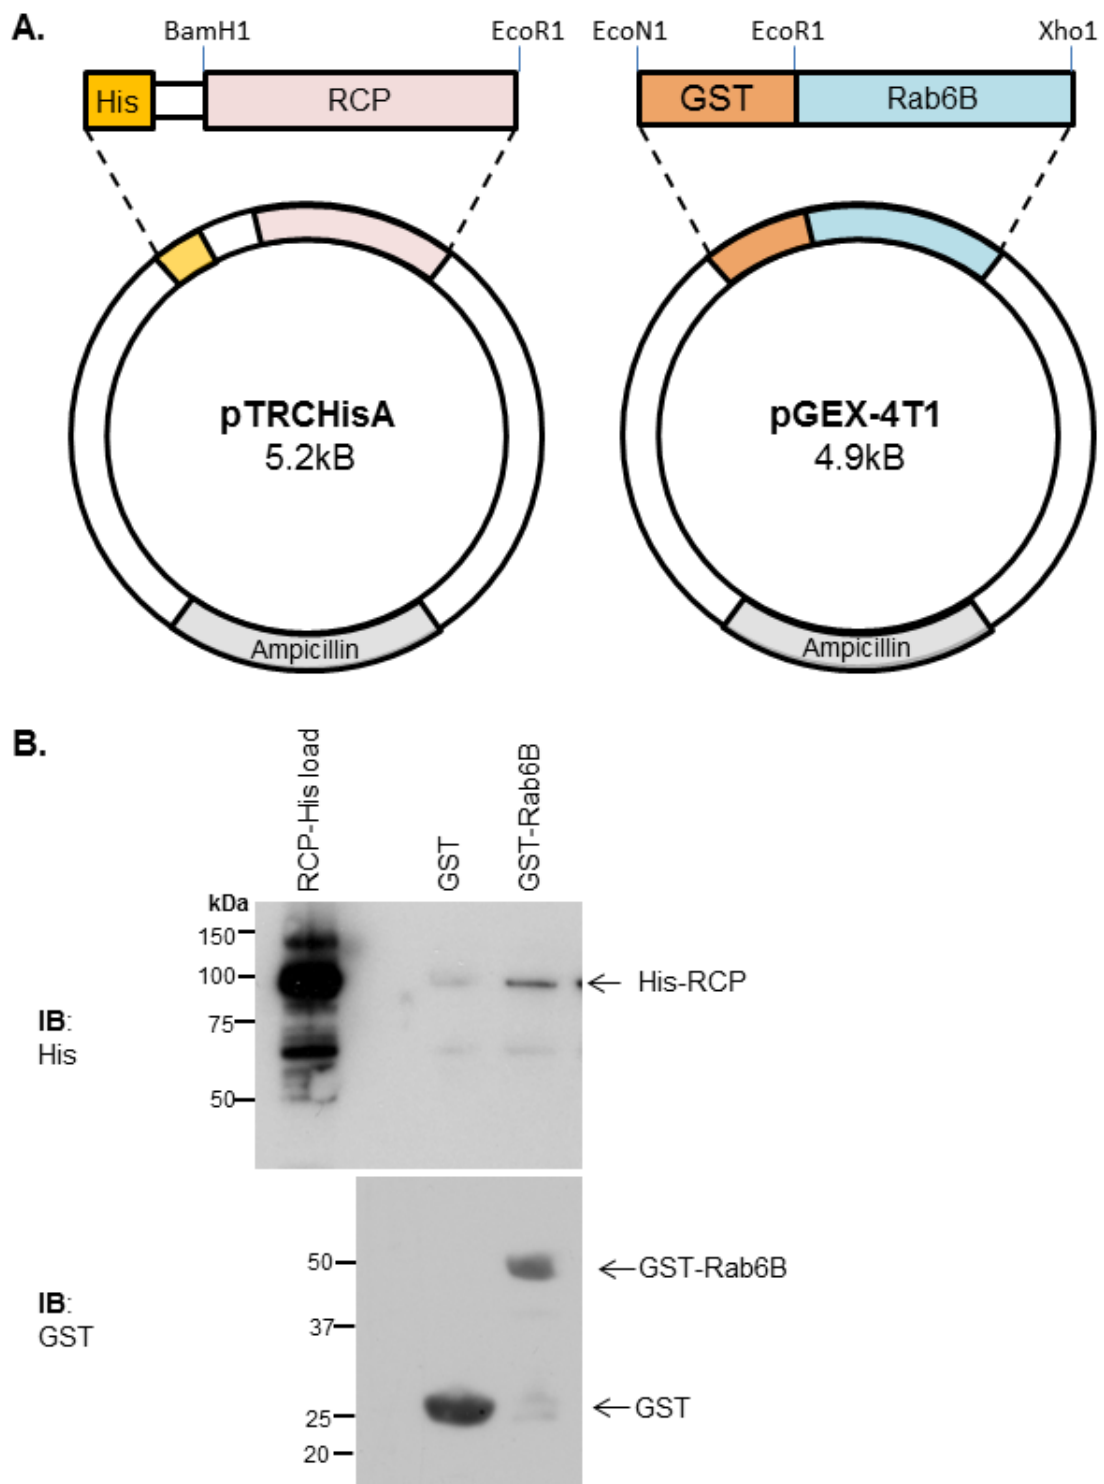 A.
BamH1 EcoR1 EcoN1 EcoR1 Xho1
His RCP GST Rab6B
pTRCHisA
5.2kB
pGEX-4T1
4.9kB
Ampicillin
Ampicillin
B.
RCP-His load
GST
GST-Rab6B
kDa
150
100
75
50
His-RCP
IB:
His
50
37
25
20
GST-Rab6B
GST
IB:
GST